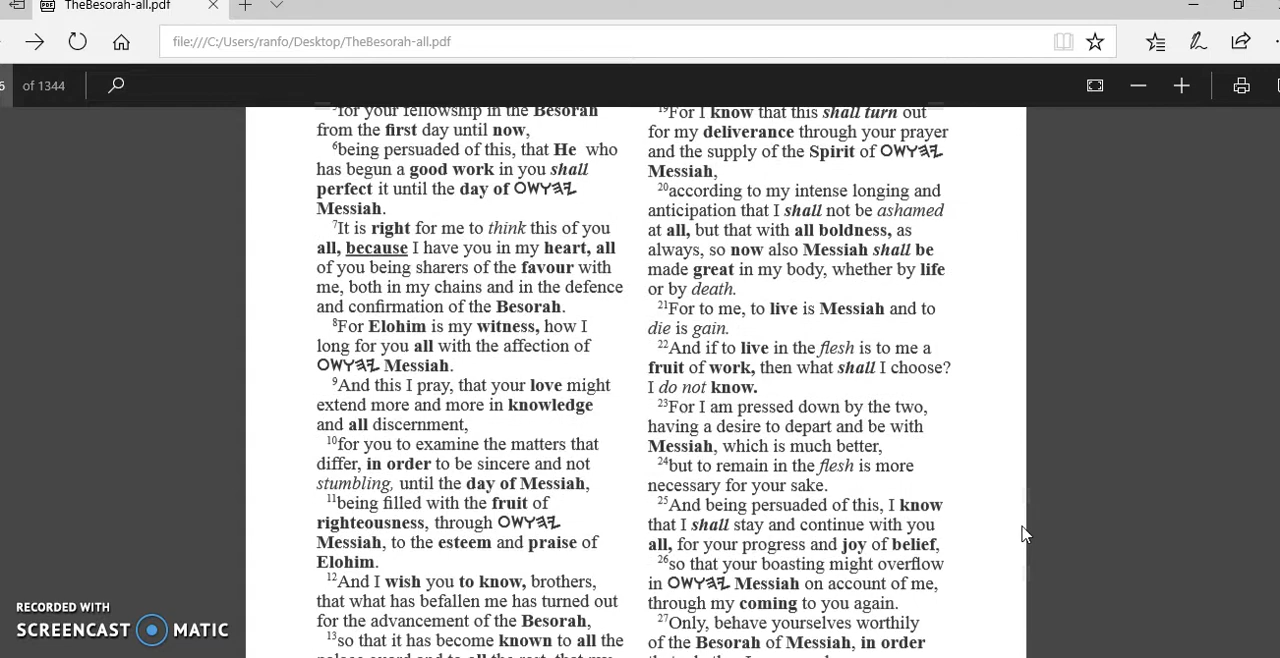 TheBesorah-all.pdf
file:///C:/Users/ranfo/Desktop/TheBesorah-all.pdf
6 of 1344
for your fellowship in the Besorah
from the first day until now,
6being persuaded of this, that He who
has begun a good work in you shall
perfect it until the day of 𐤉𐤄𐤅𐤔𐤏
Messiah.
7It is right for me to think this of you
all, because I have you in my heart, all
of you being sharers of the favour with
me, both in my chains and in the defence
and confirmation of the Besorah.
8For Elohim is my witness, how I
long for you all with the affection of
𐤉𐤄𐤅𐤔𐤏 Messiah.
9And this I pray, that your love might
extend more and more in knowledge
and all discernment,
10for you to examine the matters that
differ, in order to be sincere and not
stumbling, until the day of Messiah,
11being filled with the fruit of
righteousness, through 𐤉𐤄𐤅𐤔𐤏
Messiah, to the esteem and praise of
Elohim.
12And I wish you to know, brothers,
that what has befallen me has turned out
for the advancement of the Besorah,
13so that it has become known to all the
19For I know that this shall turn out
for my deliverance through your prayer
and the supply of the Spirit of 𐤉𐤄𐤅𐤔𐤏
Messiah,
20according to my intense longing and
anticipation that I shall not be ashamed
at all, but that with all boldness, as
always, so now also Messiah shall be
made great in my body, whether by life
or by death.
21For to me, to live is Messiah and to
die is gain.
22And if to live in the flesh is to me a
fruit of work, then what shall I choose?
I do not know.
23For I am pressed down by the two,
having a desire to depart and be with
Messiah, which is much better,
24but to remain in the flesh is more
necessary for your sake.
25And being persuaded of this, I know
that I shall stay and continue with you
all, for your progress and joy of belief,
26so that your boasting might overflow
in 𐤉𐤄𐤅𐤔𐤏 Messiah on account of me,
through my coming to you again.
27Only, behave yourselves worthily
of the Besorah of Messiah, in order
RECORDED WITH
SCREENCAST MATIC